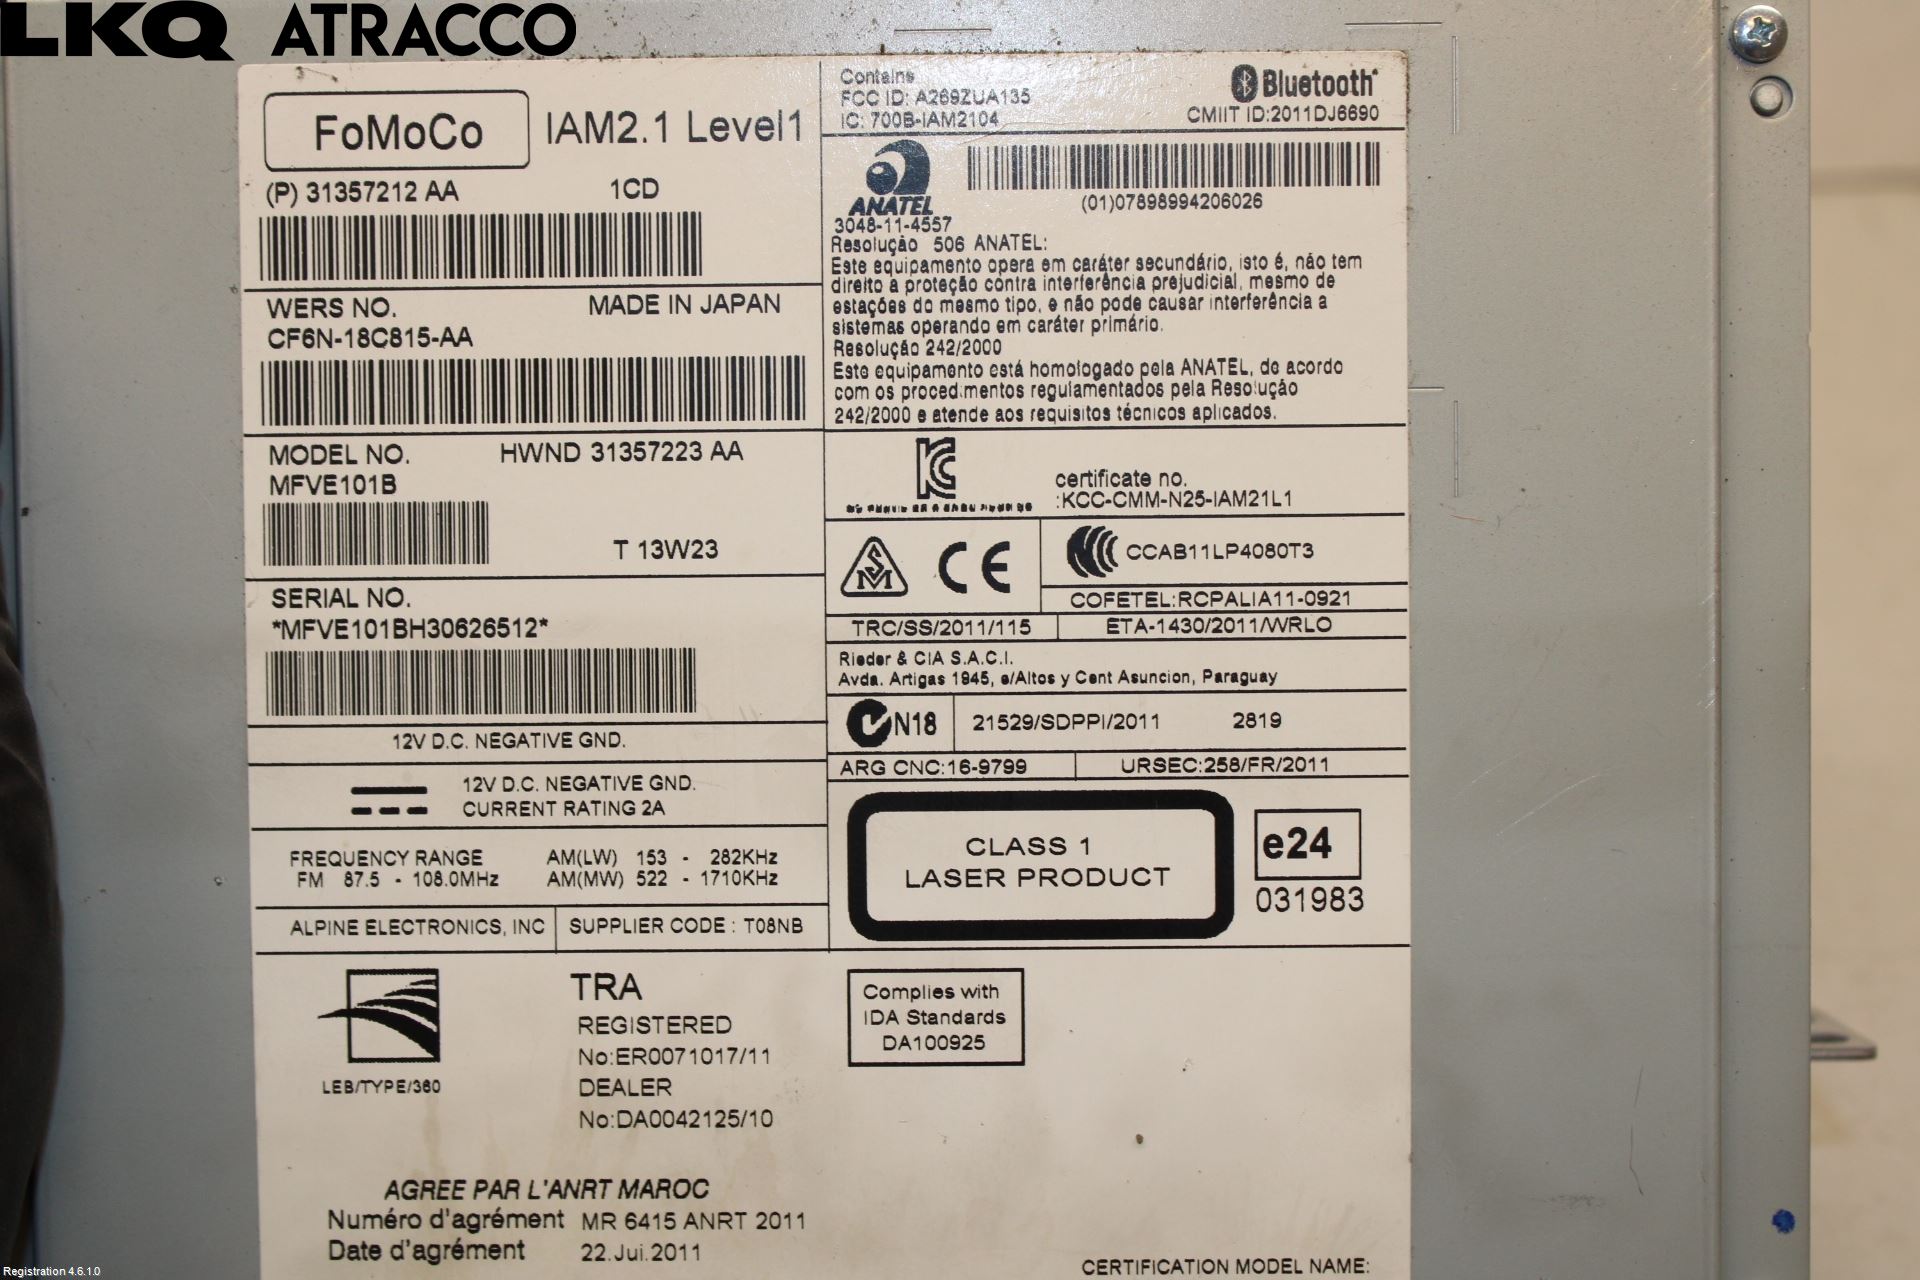 LKQ ATRACCO
FoMoCo IAM2.1 Level1
(P) 31357212 AA 1CD
WERS NO. MADE IN JAPAN
CF6N-18C815-AA
MODEL NO. HWND 31357223 AA
MFVE101B
T 13W23
SERIAL NO.
*MFVE101BH30626512*
12V D.C. NEGATIVE GND.
12V D.C. NEGATIVE GND.
CURRENT RATING 2A
FREQUENCY RANGE AM(LW) 153 - 282KHz
FM 87.5 - 108.0MHz AM(MW) 522 - 1710KHz
ALPINE ELECTRONICS, INC SUPPLIER CODE : T08NB
Contains
FCC ID: A269ZUA135
IC: 700B-IAM2104
Bluetooth
CMIIT ID:2011DJ6690
ANATEL
(01)07898994206026
3048-11-4557
Resolução 506 ANATEL:
Este equipamento opera em caráter secundário, isto é, não tem
direito a proteção contra interferência prejudicial, mesmo de
estações do mesmo tipo, e não pode causar interferência a
sistemas operando em caráter primário.
Resolução 242/2000
Este equipamento está homologado pela ANATEL, de acordo
com os procedimentos regulamentados pela Resolução
242/2000 e atende aos requisitos técnicos aplicados.
KC
certificate no.
:KCC-CMM-N25-IAM21L1
SM CE CCAB11LP4080T3
COFETEL:RCPALIA11-0921
TRC/SS/2011/115 ETA-1430/2011/WRLO
Rieder & CIA S.A.C.I.
Avda. Artigas 1945, e/Altos y Cent Asuncion, Paraguay
N18 21529/SDPPI/2011 2819
ARG CNC:16-9799 URSEC:258/FR/2011
CLASS 1
LASER PRODUCT
e24
031983
LEB/TYPE/360
TRA
REGISTERED
No:ER0071017/11
DEALER
No:DA0042125/10
Complies with
IDA Standards
DA100925
AGREE PAR L'ANRT MAROC
Numéro d'agrément MR 6415 ANRT 2011
Date d'agrément 22.Jui.2011
CERTIFICATION MODEL NAME:
Registration 4.6.1.0